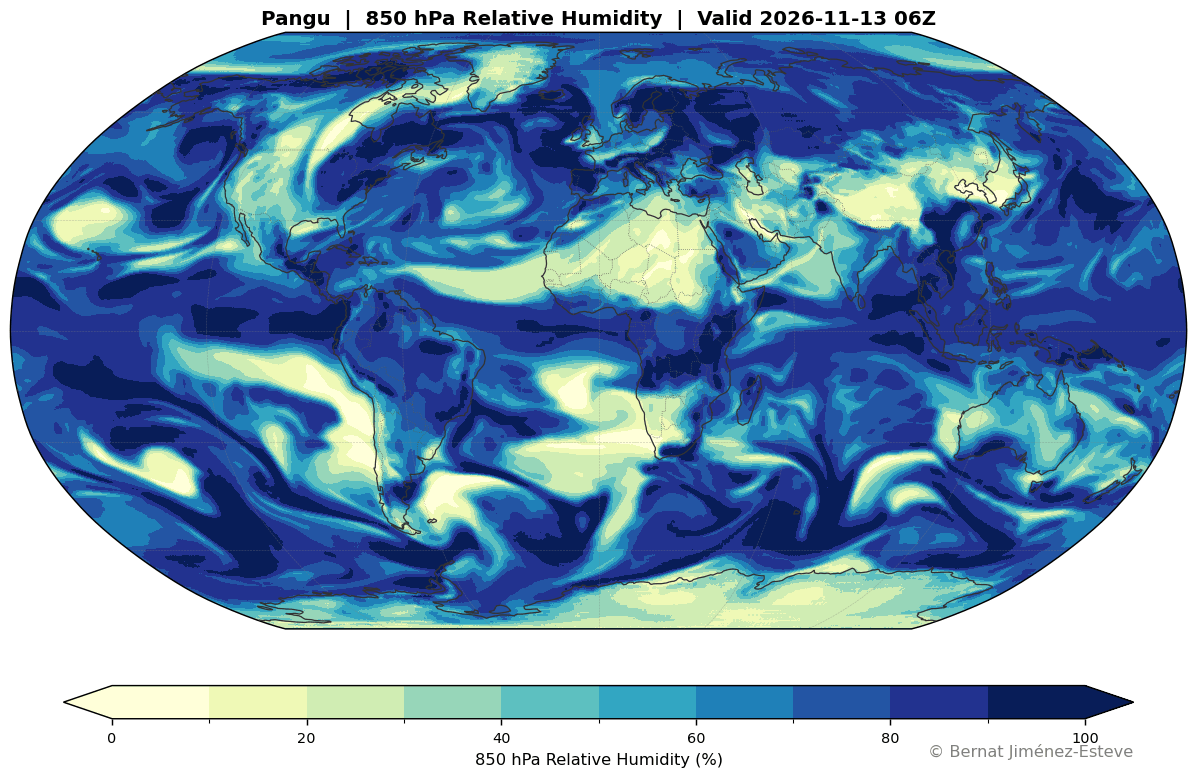 Pangu | 850 hPa Relative Humidity | Valid 2026-11-13 06Z
0 20 40 60 80 100
850 hPa Relative Humidity (%)
© Bernat Jiménez-Esteve